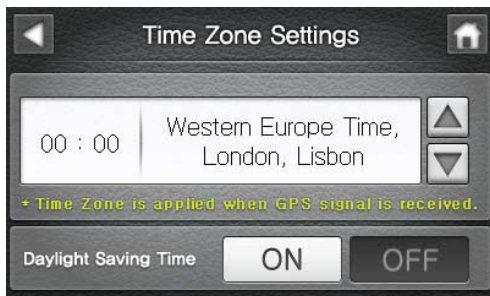 Time Zone Settings
00 : 00
Western Europe Time,
London, Lisbon
* Time Zone is applied when GPS signal is received.
Daylight Saving Time
ON
OFF